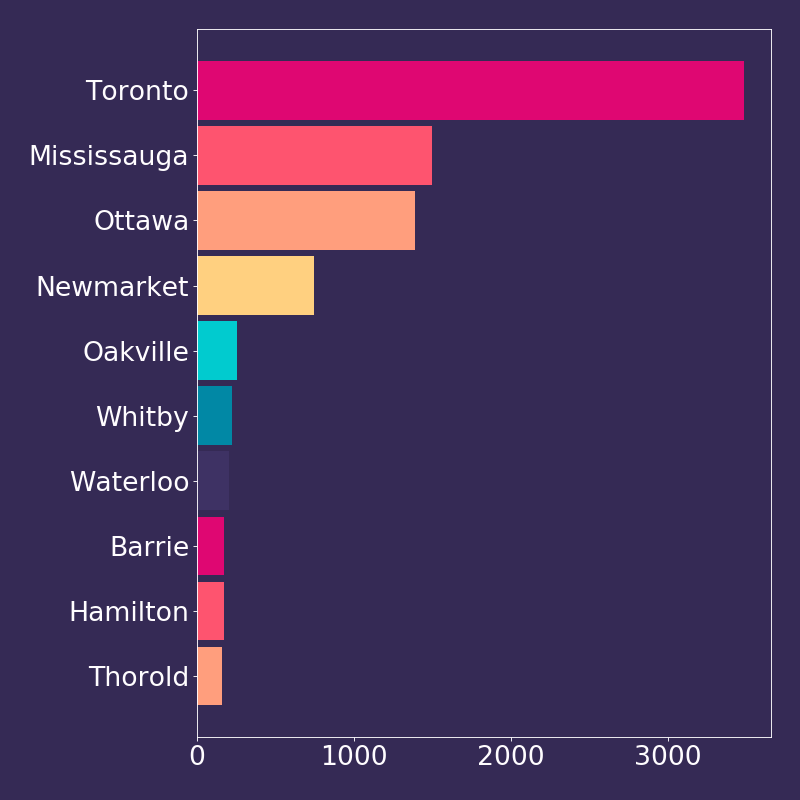 Toronto
Mississauga
Ottawa
Newmarket
Oakville
Whitby
Waterloo
Barrie
Hamilton
Thorold
0 1000 2000 3000